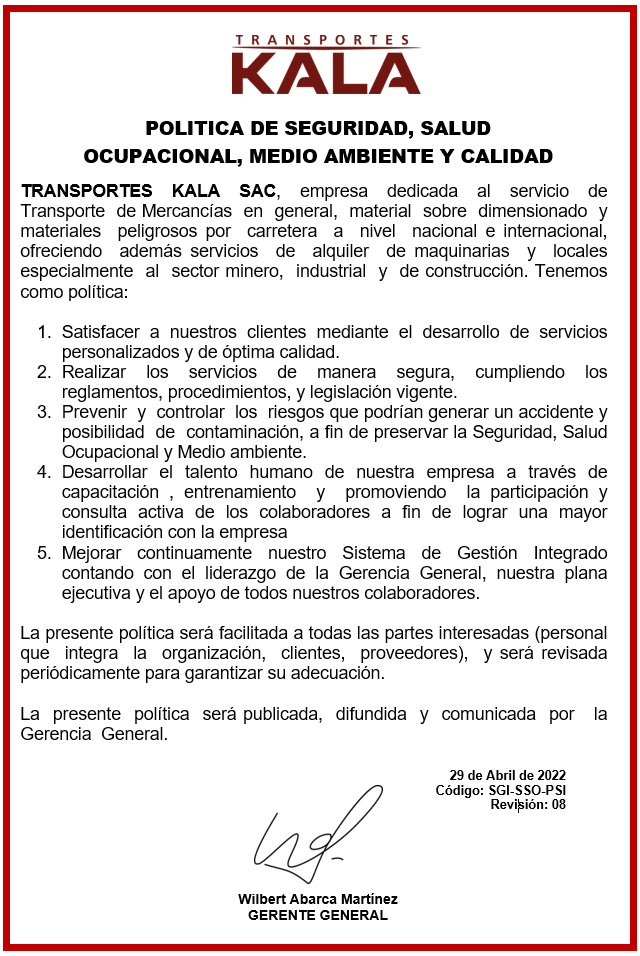 TRANSPORTES
KALA
POLITICA DE SEGURIDAD, SALUD
OCUPACIONAL, MEDIO AMBIENTE Y CALIDAD
TRANSPORTES KALA SAC, empresa dedicada al servicio de
Transporte de Mercancías en general, material sobre dimensionado y
materiales peligrosos por carretera a nivel nacional e internacional,
ofreciendo además servicios de alquiler de maquinarias y locales
especialmente al sector minero, industrial y de construcción. Tenemos
como política:
1. Satisfacer a nuestros clientes mediante el desarrollo de servicios
personalizados y de óptima calidad.
2. Realizar los servicios de manera segura, cumpliendo los
reglamentos, procedimientos, y legislación vigente.
3. Prevenir y controlar los riesgos que podrían generar un accidente y
posibilidad de contaminación, a fin de preservar la Seguridad, Salud
Ocupacional y Medio ambiente.
4. Desarrollar el talento humano de nuestra empresa a través de
capacitación , entrenamiento y promoviendo la participación y
consulta activa de los colaboradores a fin de lograr una mayor
identificación con la empresa
5. Mejorar continuamente nuestro Sistema de Gestión Integrado
contando con el liderazgo de la Gerencia General, nuestra plana
ejecutiva y el apoyo de todos nuestros colaboradores.
La presente política será facilitada a todas las partes interesadas (personal
que integra la organización, clientes, proveedores), y será revisada
periódicamente para garantizar su adecuación.
La presente política será publicada, difundida y comunicada por la
Gerencia General.
29 de Abril de 2022
Código: SGI-SSO-PSI
Revisión: 08
Wilbert Abarca Martínez
GERENTE GENERAL